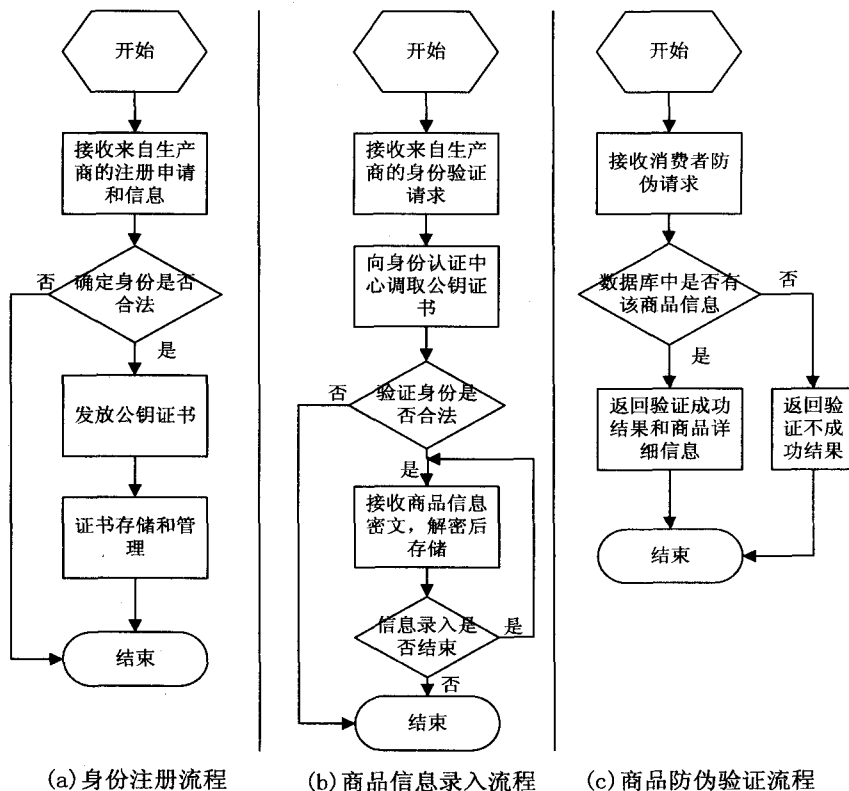 开始
接收来自生产
商的注册申请
和信息
确定身份是否
合法
否
是
发放公钥证书
证书存储和管
理
结束
(a)身份注册流程
开始
接收来自生产
商的身份验证
请求
向身份认证中
心调取公钥证
书
验证身份是
否合法
否
是
接收商品信息
密文，解密后
存储
信息录入是
否结束
是
否
结束
(b)商品信息录入流程
开始
接收消费者防
伪请求
数据库中是否有
该商品信息
否
是
返回验证成功
结果和商品详
细信息
返回验
证不成
功结果
结束
(c)商品防伪验证流程